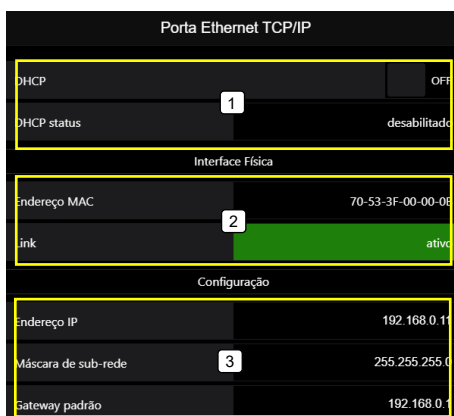 Porta Ethernet TCP/IP
DHCP OFF
1
DHCP status desabilitado
Interface Física
Endereço MAC 70-53-3F-00-00-0E
2
Link ativo
Configuração
Endereço IP 192.168.0.11
Máscara de sub-rede 3 255.255.255.0
Gateway padrão 192.168.0.1